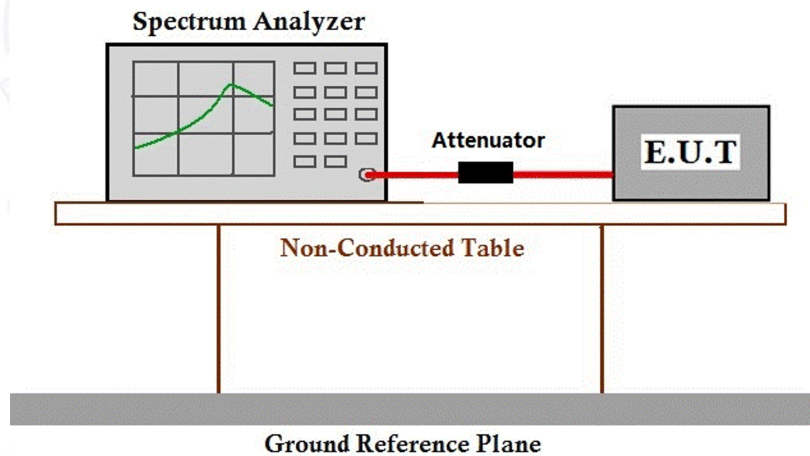 Spectrum Analyzer
Attenuator
E.U.T
Non-Conducted Table
Ground Reference Plane